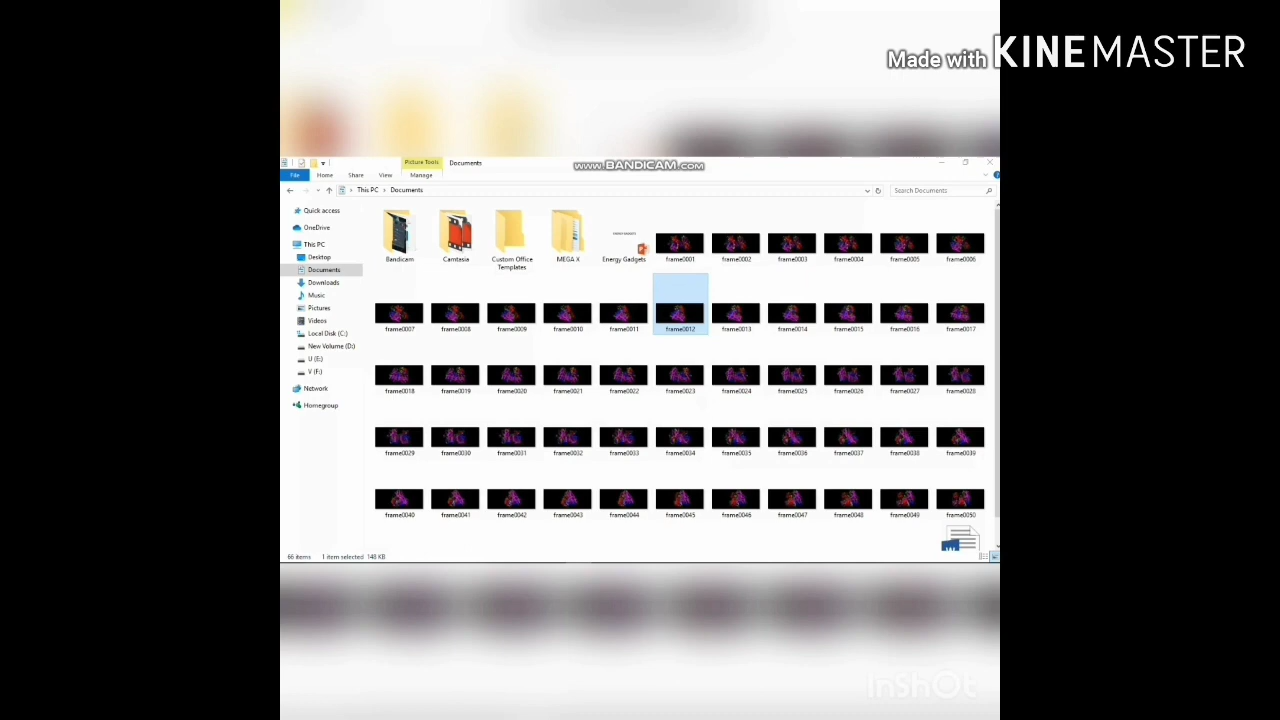 Made with KINEMASTER
Picture Tools Documents
www.BANDICAM.com
File Home Share View Manage
This PC > Documents
Search Documents
Quick access
OneDrive
This PC
Desktop
Documents
Downloads
Music
Pictures
Videos
Local Disk (C:)
New Volume (D:)
U (E:)
V (F:)
Network
Homegroup
Bandicam Camtasia Custom Office Templates MEGA X Energy Gadgets frame0001 frame0002 frame0003 frame0004 frame0005 frame0006
frame0007 frame0008 frame0009 frame0010 frame0011 frame0012 frame0013 frame0014 frame0015 frame0016 frame0017
frame0018 frame0019 frame0020 frame0021 frame0022 frame0023 frame0024 frame0025 frame0026 frame0027 frame0028
frame0029 frame0030 frame0031 frame0032 frame0033 frame0034 frame0035 frame0036 frame0037 frame0038 frame0039
frame0040 frame0041 frame0042 frame0043 frame0044 frame0045 frame0046 frame0047 frame0048 frame0049 frame0050
W
66 items 1 item selected 148 KB
InShOt